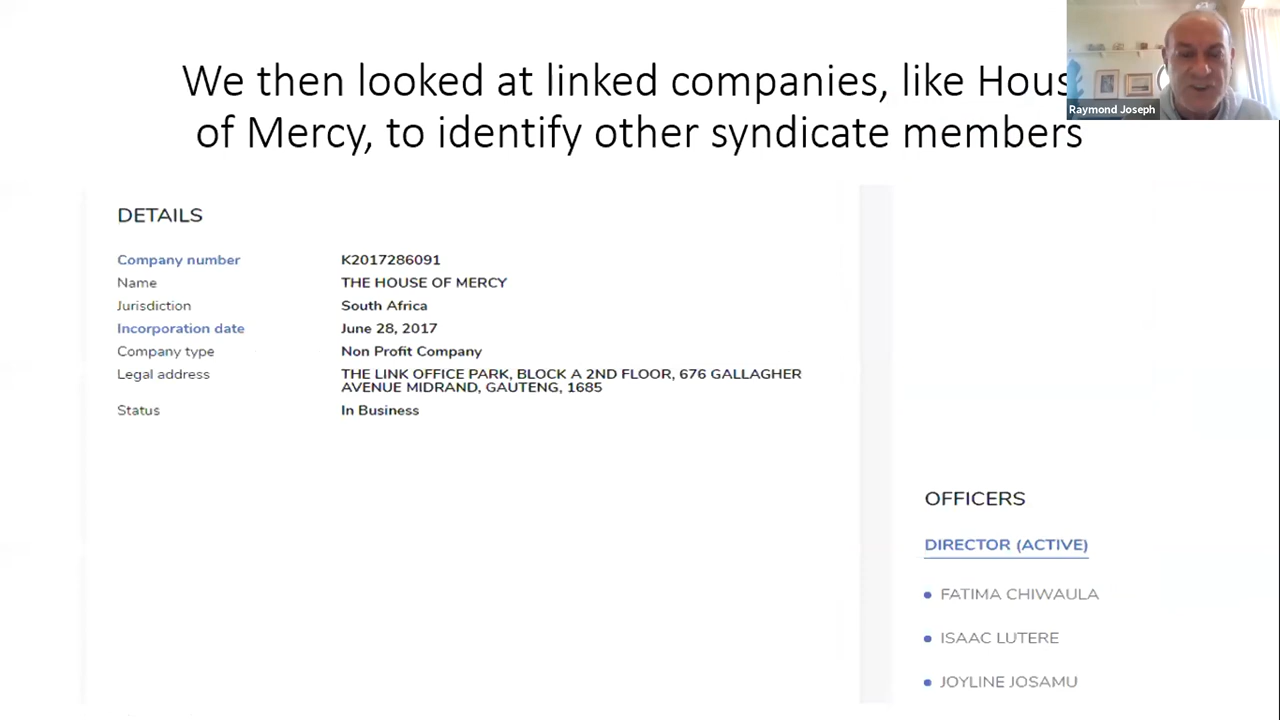 We then looked at linked companies, like Hous
of Mercy, to identify other syndicate members
Raymond Joseph
DETAILS
Company number K2017286091
Name THE HOUSE OF MERCY
Jurisdiction South Africa
Incorporation date June 28, 2017
Company type Non Profit Company
Legal address THE LINK OFFICE PARK, BLOCK A 2ND FLOOR, 676 GALLAGHER
AVENUE MIDRAND, GAUTENG, 1685
Status In Business
OFFICERS
DIRECTOR (ACTIVE)
FATIMA CHIWAULA
ISAAC LUTERE
JOYLINE JOSAMU